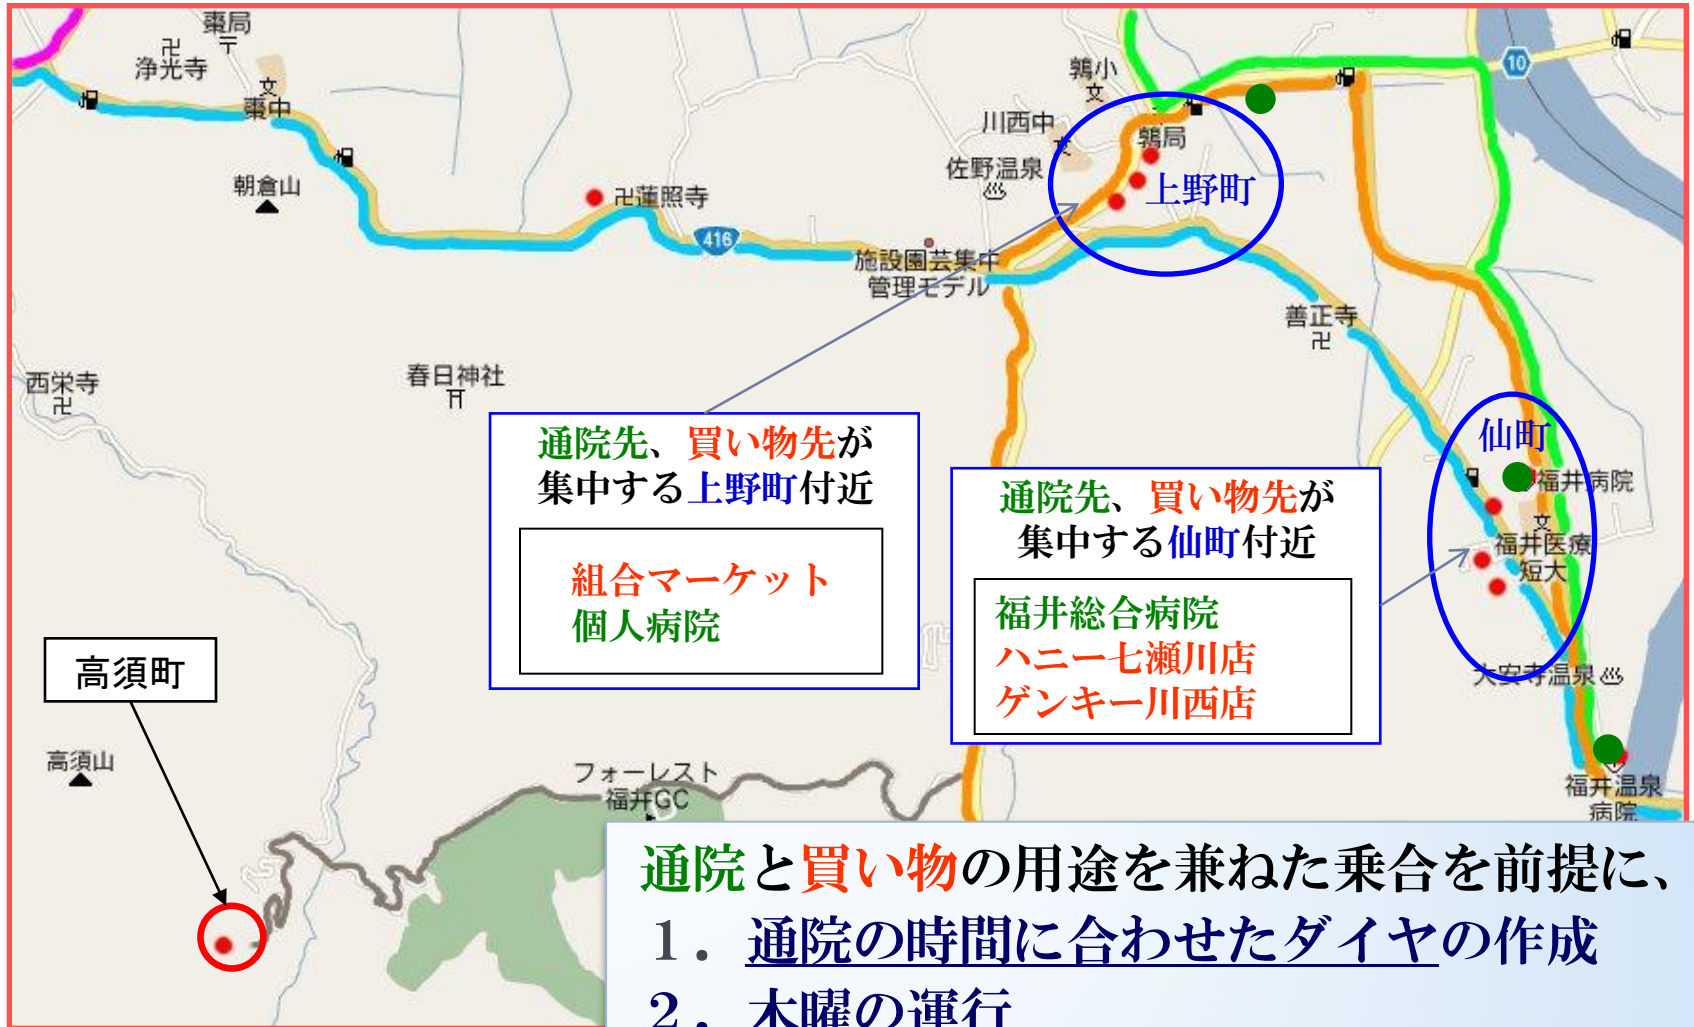 棗局
浄光寺
棗中
朝倉山
蓮照寺
416
鶉小
川西中
鶉局
佐野温泉
上野町
10
施設園芸集中
管理モデル
善正寺
西栄寺
春日神社
仙町
福井病院
福井医療
短大
大安寺温泉
福井温泉
病院
通院先、買い物先が
集中する上野町付近
組合マーケット
個人病院
通院先、買い物先が
集中する仙町付近
福井総合病院
ハニー七瀬川店
ゲンキー川西店
高須町
高須山
フォーレスト
福井GC
通院と買い物の用途を兼ねた乗合を前提に、
１．通院の時間に合わせたダイヤの作成
２．木曜の運行